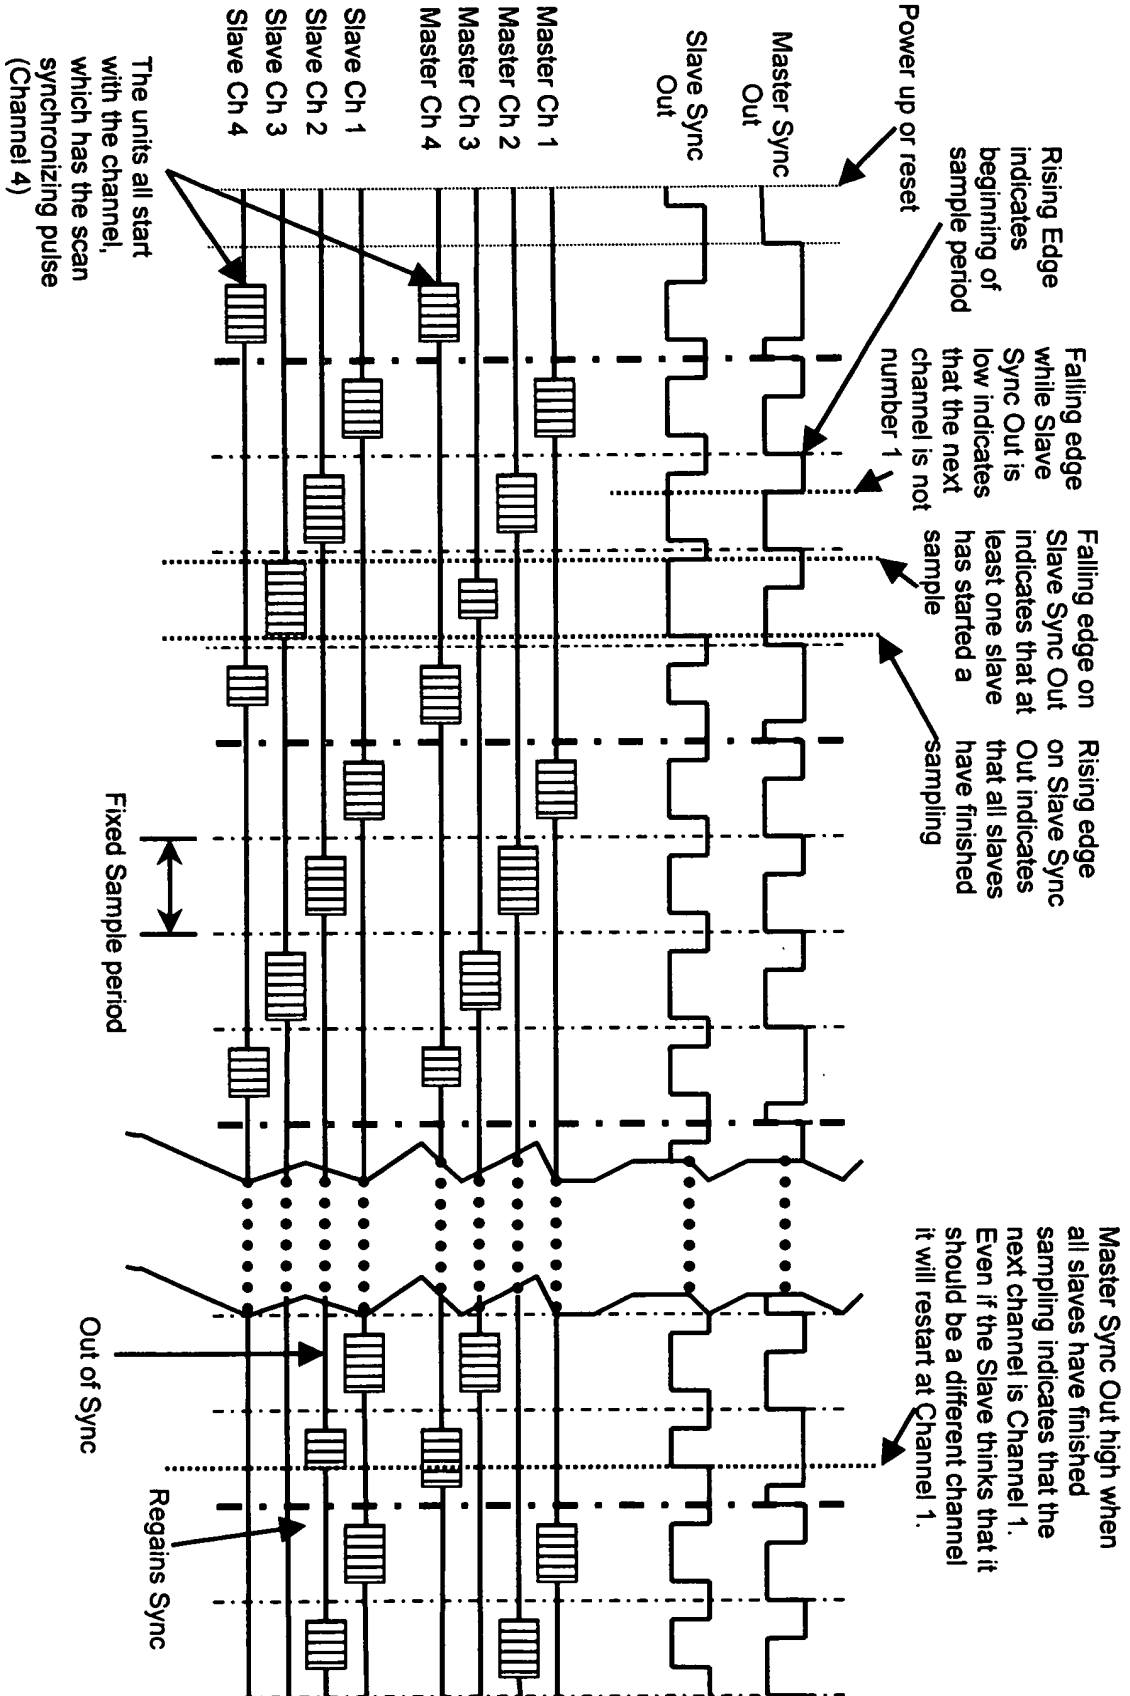 Power up or reset
Rising Edge
indicates
beginning of
sample period
Falling edge
while Slave
Sync Out is
low indicates
that the next
channel is not
number 1
Falling edge on
Slave Sync Out
indicates that at
least one slave
has started a
sample
Rising edge
on Slave Sync
Out indicates
that all slaves
have finished
sampling
Master Sync Out high when
all slaves have finished
sampling indicates that the
next channel is Channel 1.
Even if the Slave thinks that it
should be a different channel
it will restart at Channel 1.
Master Sync
Out
Slave Sync
Out
Master Ch 1
Master Ch 2
Master Ch 3
Master Ch 4
Slave Ch 1
Slave Ch 2
Slave Ch 3
Slave Ch 4
The units all start
with the channel,
which has the scan
synchronizing pulse
(Channel 4)
Fixed Sample period
Out of Sync
Regains Sync